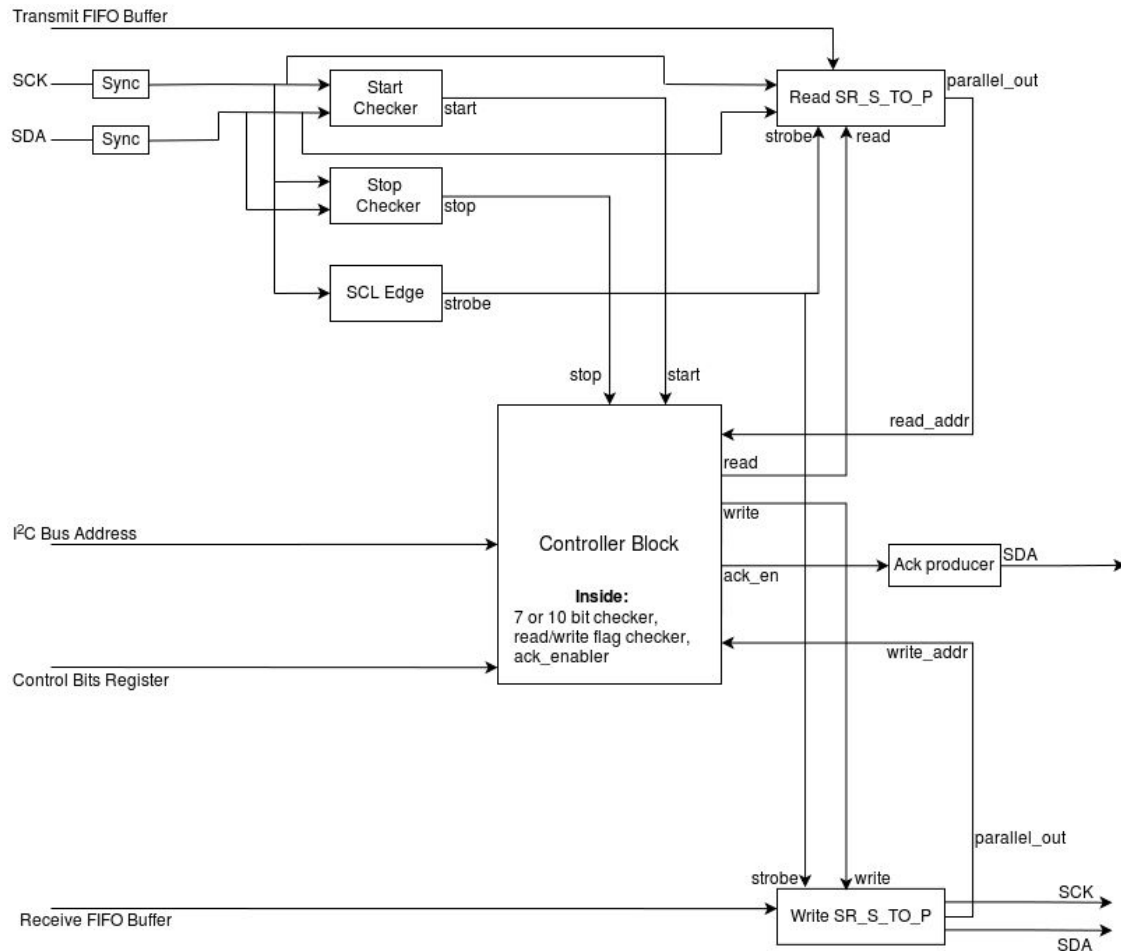 Transmit FIFO Buffer
SCK
Sync
Start
Checker
start
Read SR_S_TO_P
parallel_out
SDA
Sync
strobe
read
Stop
Checker
stop
SCL Edge
strobe
stop
start
read_addr
read
write
I²C Bus Address
Controller Block
ack_en
Ack producer
SDA
Inside:
7 or 10 bit checker,
read/write flag checker,
ack_enabler
write_addr
Control Bits Register
parallel_out
strobe
write
SCK
Receive FIFO Buffer
Write SR_S_TO_P
SDA